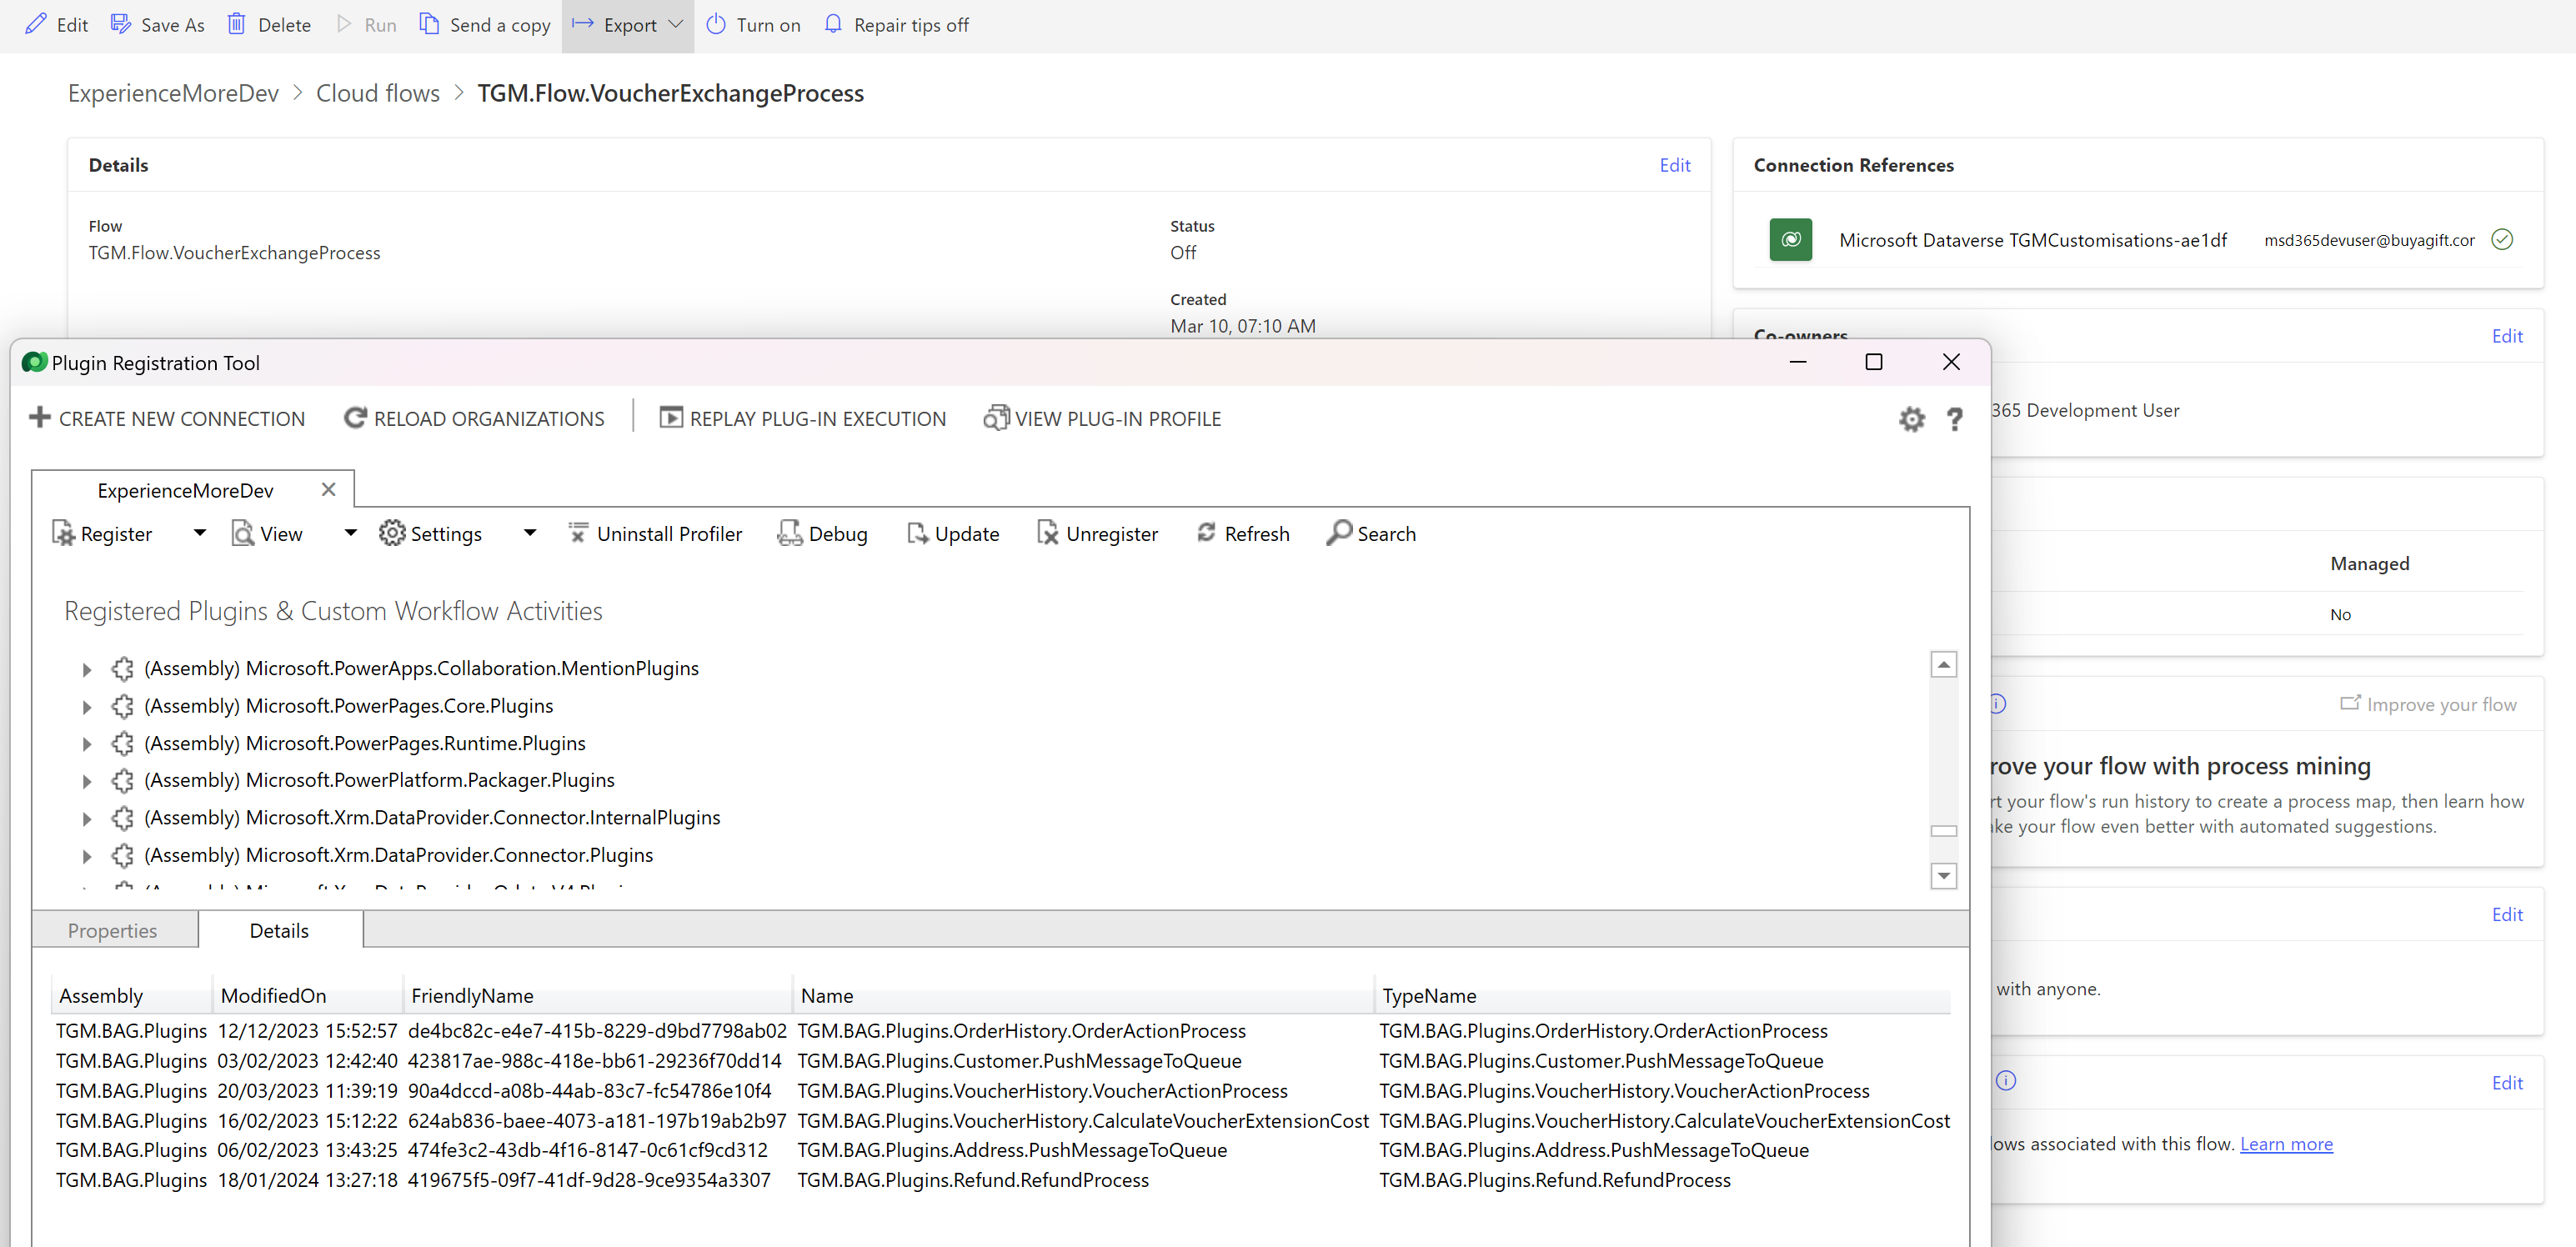 Edit Save As Delete Run Send a copy Export Turn on Repair tips off
ExperienceMoreDev > Cloud flows > TGM.Flow.VoucherExchangeProcess
Details Edit
Flow
TGM.Flow.VoucherExchangeProcess
Status
Off
Created
Mar 10, 07:10 AM
Connection References
Microsoft Dataverse TGMCustomisations-ae1df msd365devuser@buyagift.cor
Co-owners Edit
365 Development User
Managed
No
Improve your flow
rove your flow with process mining
rt your flow's run history to create a process map, then learn how
ke your flow even better with automated suggestions.
Edit
with anyone.
Edit
lows associated with this flow. Learn more
Plugin Registration Tool
CREATE NEW CONNECTION RELOAD ORGANIZATIONS REPLAY PLUG-IN EXECUTION VIEW PLUG-IN PROFILE
ExperienceMoreDev
Register View Settings Uninstall Profiler Debug Update Unregister Refresh Search
Registered Plugins & Custom Workflow Activities
(Assembly) Microsoft.PowerApps.Collaboration.MentionPlugins
(Assembly) Microsoft.PowerPages.Core.Plugins
(Assembly) Microsoft.PowerPages.Runtime.Plugins
(Assembly) Microsoft.PowerPlatform.Packager.Plugins
(Assembly) Microsoft.Xrm.DataProvider.Connector.InternalPlugins
(Assembly) Microsoft.Xrm.DataProvider.Connector.Plugins
Properties Details
Assembly ModifiedOn FriendlyName Name TypeName
TGM.BAG.Plugins 12/12/2023 15:52:57 de4bc82c-e4e7-415b-8229-d9bd7798ab02 TGM.BAG.Plugins.OrderHistory.OrderActionProcess TGM.BAG.Plugins.OrderHistory.OrderActionProcess
TGM.BAG.Plugins 03/02/2023 12:42:40 423817ae-988c-418e-bb61-29236f70dd14 TGM.BAG.Plugins.Customer.PushMessageToQueue TGM.BAG.Plugins.Customer.PushMessageToQueue
TGM.BAG.Plugins 20/03/2023 11:39:19 90a4dccd-a08b-44ab-83c7-fc54786e10f4 TGM.BAG.Plugins.VoucherHistory.VoucherActionProcess TGM.BAG.Plugins.VoucherHistory.VoucherActionProcess
TGM.BAG.Plugins 16/02/2023 15:12:22 624ab836-baee-4073-a181-197b19ab2b97 TGM.BAG.Plugins.VoucherHistory.CalculateVoucherExtensionCost TGM.BAG.Plugins.VoucherHistory.CalculateVoucherExtensionCost
TGM.BAG.Plugins 06/02/2023 13:43:25 474fe3c2-43db-4f16-8147-0c61cf9cd312 TGM.BAG.Plugins.Address.PushMessageToQueue TGM.BAG.Plugins.Address.PushMessageToQueue
TGM.BAG.Plugins 18/01/2024 13:27:18 419675f5-09f7-41df-9d28-9ce9354a3307 TGM.BAG.Plugins.Refund.RefundProcess TGM.BAG.Plugins.Refund.RefundProcess